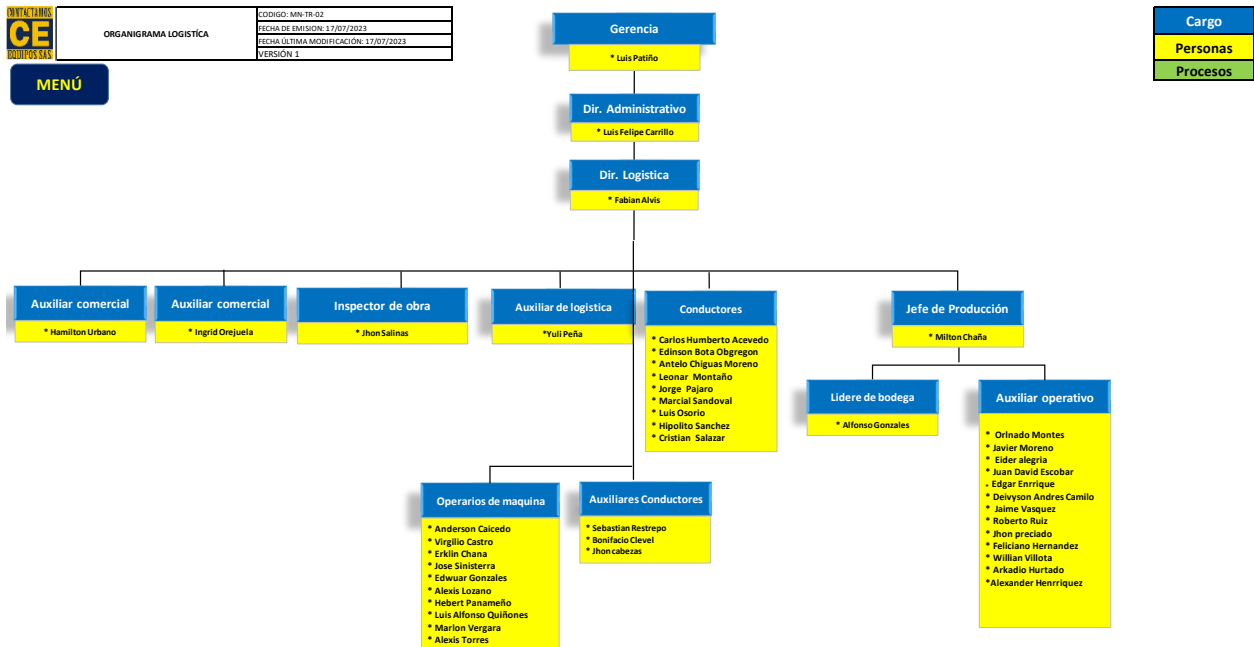 CONTACTAMOS
CE
EQUIPOS SAS
ORGANIGRAMA LOGISTÍCA
CODIGO: MN-TR-02
FECHA DE EMISION: 17/07/2023
FECHA ÚLTIMA MODIFICACIÓN: 17/07/2023
VERSIÓN 1
MENÚ
Cargo
Personas
Procesos
Gerencia
* Luis Patiño
Dir. Administrativo
* Luis Felipe Carrillo
Dir. Logistica
* Fabian Alvis
Auxiliar comercial
* Hamilton Urbano
Auxiliar comercial
* Ingrid Orejuela
Inspector de obra
* Jhon Salinas
Auxiliar de logistica
*Yuli Peña
Conductores
* Carlos Humberto Acevedo
* Edinson Bota Obgregon
* Antelo Chiguas Moreno
* Leonar Montaño
* Jorge Pajaro
* Marcial Sandoval
* Luis Osorio
* Hipolito Sanchez
* Cristian Salazar
Jefe de Producción
* Milton Chaña
Lidere de bodega
* Alfonso Gonzales
Auxiliar operativo
* Orlnado Montes
* Javier Moreno
* Eider alegria
* Juan David Escobar
* Edgar Enrrique
* Deivyson Andres Camilo
* Jaime Vasquez
* Roberto Ruiz
* Jhon preciado
* Feliciano Hernandez
* Willian Villota
* Arkadio Hurtado
*Alexander Henrriquez
Operarios de maquina
* Anderson Caicedo
* Virgilio Castro
* Erklin Chana
* Jose Sinisterra
* Edwuar Gonzales
* Alexis Lozano
* Hebert Panameño
* Luis Alfonso Quiñones
* Marlon Vergara
* Alexis Torres
Auxiliares Conductores
* Sebastian Restrepo
* Bonifacio Clevel
* Jhon cabezas